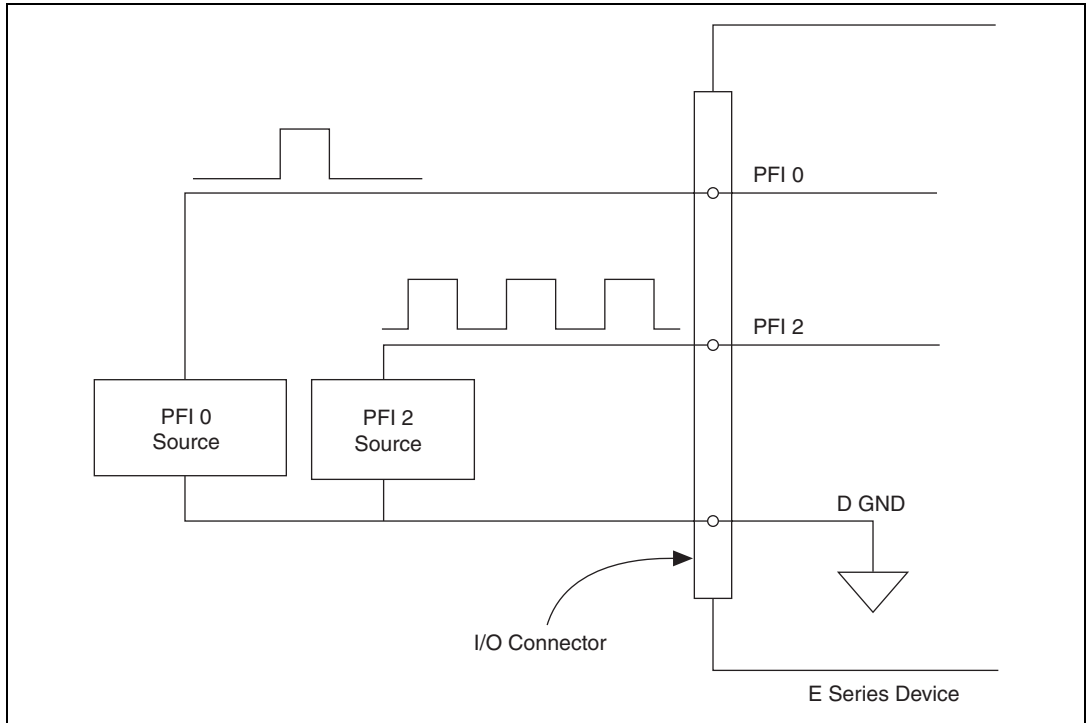 PFI 0
PFI 2
PFI 0
Source
PFI 2
Source
D GND
I/O Connector
E Series Device